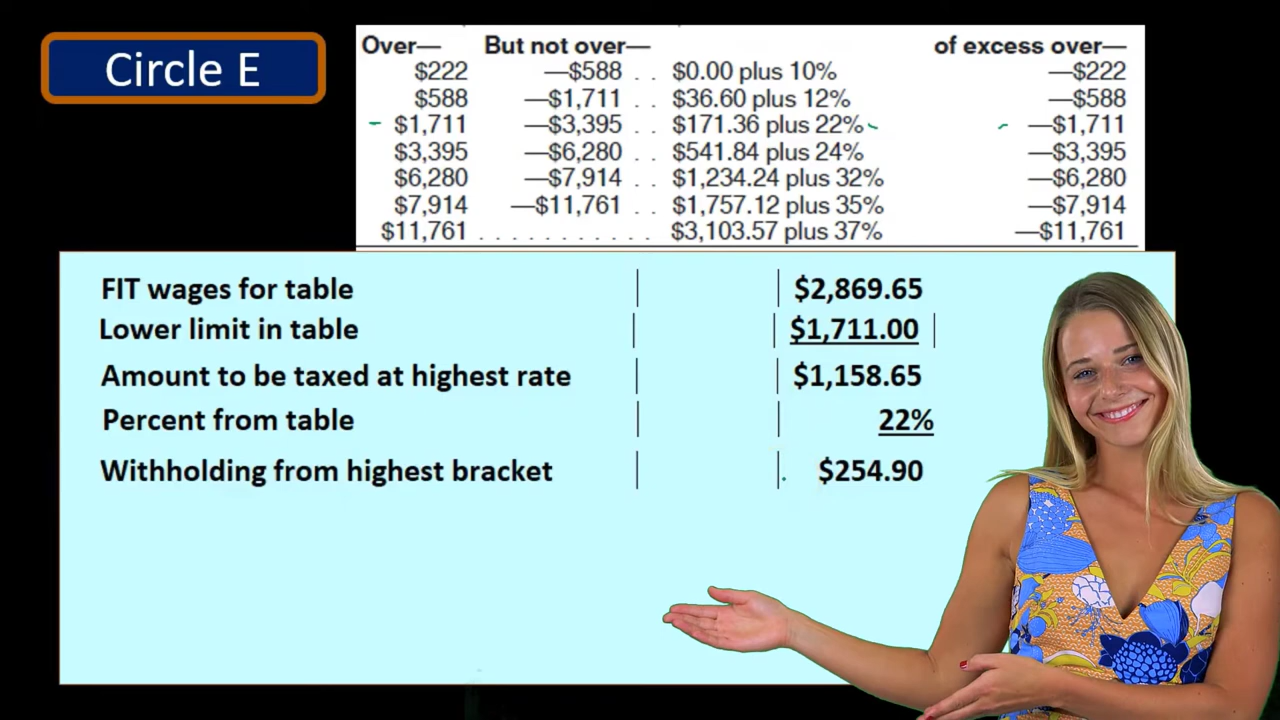 Circle E
Over— But not over— of excess over—
$222 —$588 . . $0.00 plus 10% —$222
$588 —$1,711 . . $36.60 plus 12% —$588
$1,711 —$3,395 . . $171.36 plus 22% —$1,711
$3,395 —$6,280 . . $541.84 plus 24% —$3,395
$6,280 —$7,914 . . $1,234.24 plus 32% —$6,280
$7,914 —$11,761 . . $1,757.12 plus 35% —$7,914
$11,761 . . . . . . . . . . . $3,103.57 plus 37% —$11,761
FIT wages for table $2,869.65
Lower limit in table $1,711.00
Amount to be taxed at highest rate $1,158.65
Percent from table 22%
Withholding from highest bracket $254.90